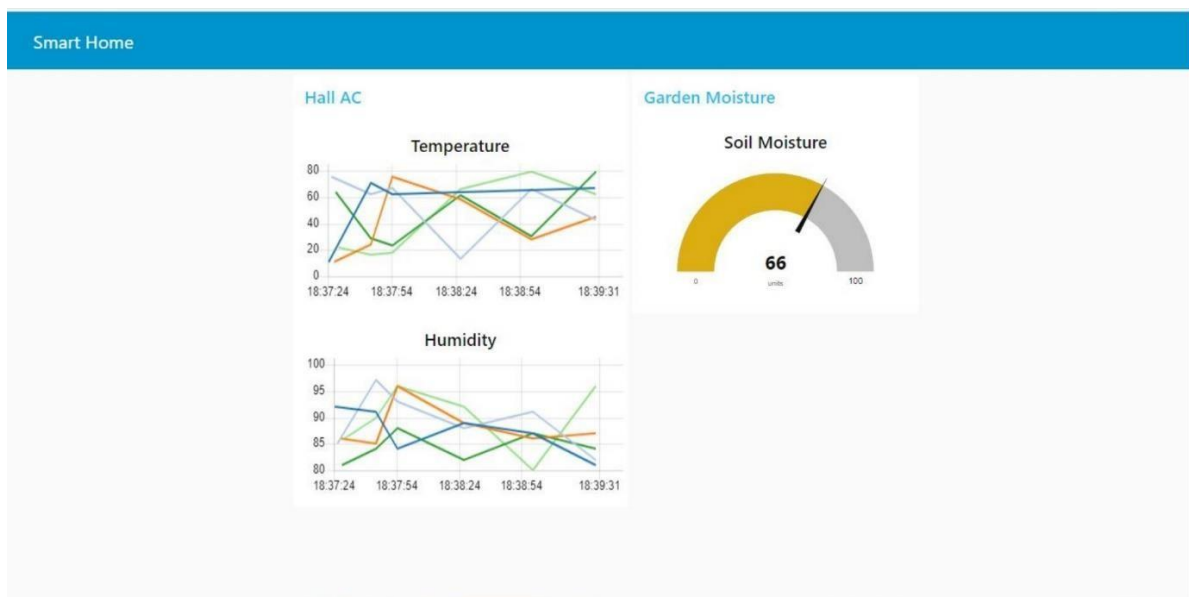 Smart Home
Hall AC
Temperature
80
60
40
20
0
18:37:24 18:37:54 18:38:24 18:38:54 18:39:31
Humidity
100
95
90
85
80
18:37:24 18:37:54 18:38:24 18:38:54 18:39:31
Garden Moisture
Soil Moisture
66
0 units 100